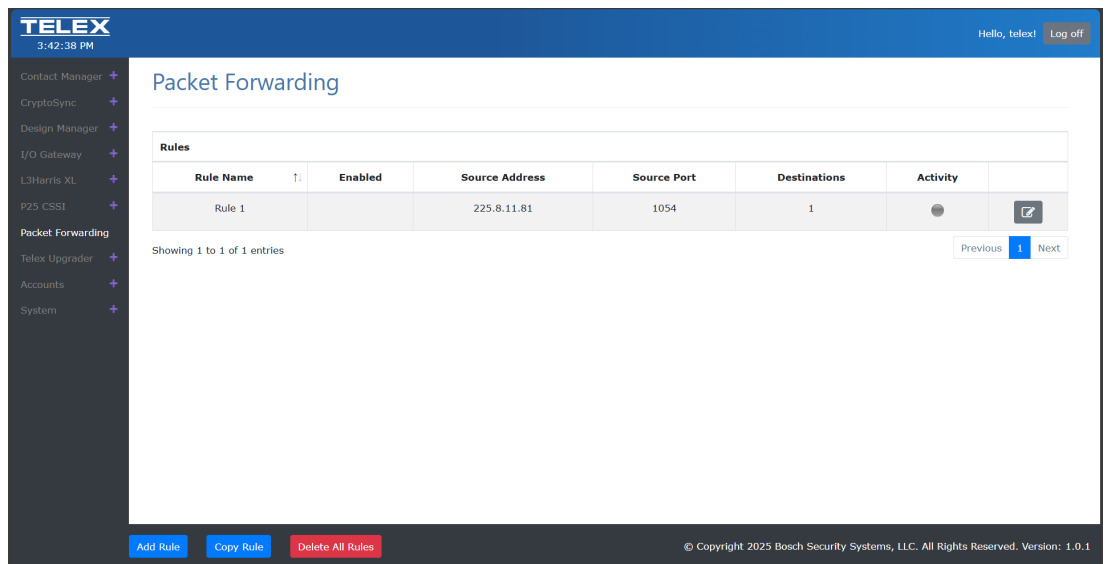 TELEX
3:42:38 PM
Hello, telex! Log off
Contact Manager +
CryptoSync +
Design Manager +
I/O Gateway +
L3Harris XL +
P25 CSSI +
Packet Forwarding
Telex Upgrader +
Accounts +
System +
Packet Forwarding
Rules
Rule Name ↑↓ Enabled Source Address Source Port Destinations Activity
Rule 1 225.8.11.81 1054 1
Showing 1 to 1 of 1 entries
Previous 1 Next
Add Rule Copy Rule Delete All Rules
© Copyright 2025 Bosch Security Systems, LLC. All Rights Reserved. Version: 1.0.1